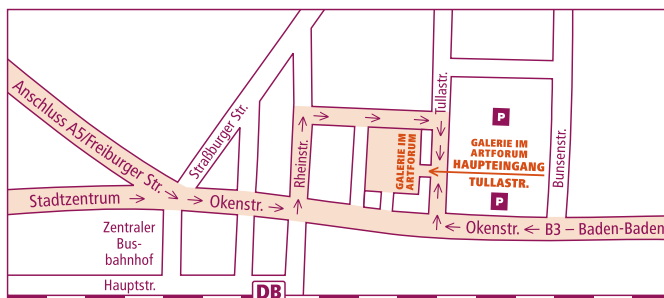 Anschluss A5/Freiburger Str.
Straßburger Str.
Rheinstr.
Tullastr.
Bunsenstr.
P
GALERIE IM
ARTFORUM
GALERIE IM
ARTFORUM
HAUPTEINGANG
TULLASTR.
P
Stadtzentrum
Okenstr.
Okenstr.
B3 – Baden-Baden
Zentraler
Bus-
bahnhof
Hauptstr.
DB